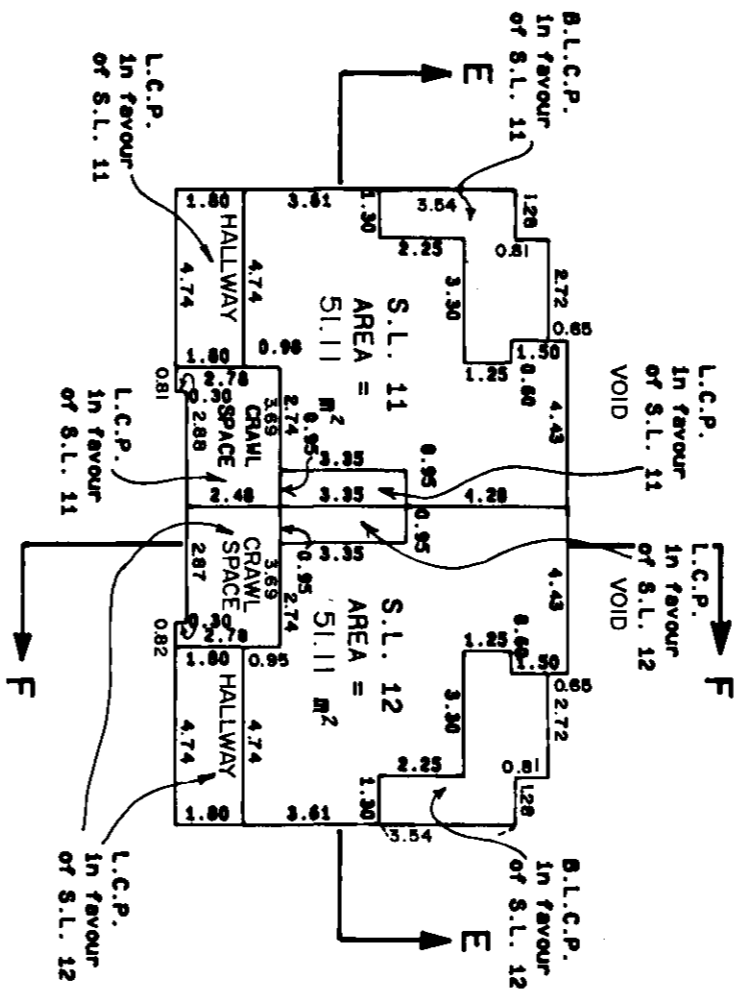 B.L.C.P.
in favour
of S.L. 11
E
L.C.P.
in favour
of S.L. 11
1.80
HALLWAY
4.74
4.74
1.80
3.61
1.30
3.54
1.28
0.81
2.25
3.30
2.72
0.65
1.50
0.60
1.25
4.43
S.L. 11
AREA =
51.11
m²
0.98
2.78
0.81
0.30
2.88
CRAWL
SPACE
3.69
2.74
0.95
2.48
3.35
0.95
3.35
4.28
L.C.P.
in favour
of S.L. 11
VOID
L.C.P.
in favour
of S.L. 11
0.95
3.35
0.95
L.C.P.
in favour
of S.L. 12
VOID
F
F
CRAWL
SPACE
3.69
2.74
2.87
0.30
2.78
0.82
0.95
S.L. 12
AREA =
51.11 m²
4.43
1.25
0.60
1.50
0.65
2.72
3.30
0.81
1.28
2.25
1.30
3.54
3.61
1.80
HALLWAY
4.74
4.74
1.80
E
B.L.C.P.
in favour
of S.L. 12
L.C.P.
in favour
of S.L. 12